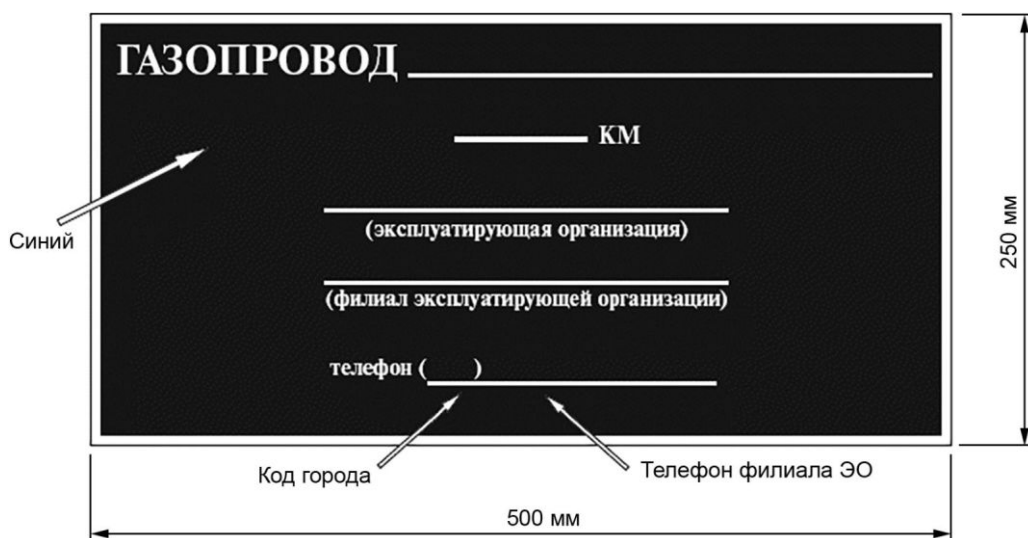 ГАЗОПРОВОД
КМ
(эксплуатирующая организация)
(филиал эксплуатирующей организации)
телефон ( )
Синий
250 мм
Код города
Телефон филиала ЭО
500 мм